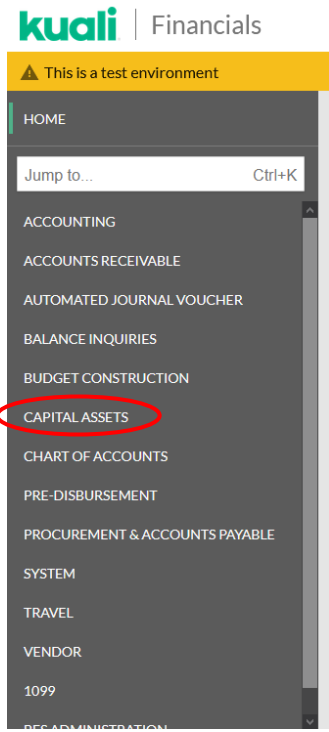 kuali Financials
This is a test environment
HOME
Jump to... Ctrl+K
ACCOUNTING
ACCOUNTS RECEIVABLE
AUTOMATED JOURNAL VOUCHER
BALANCE INQUIRIES
BUDGET CONSTRUCTION
CAPITAL ASSETS
CHART OF ACCOUNTS
PRE-DISBURSEMENT
PROCUREMENT & ACCOUNTS PAYABLE
SYSTEM
TRAVEL
VENDOR
1099
ADMINISTRATION